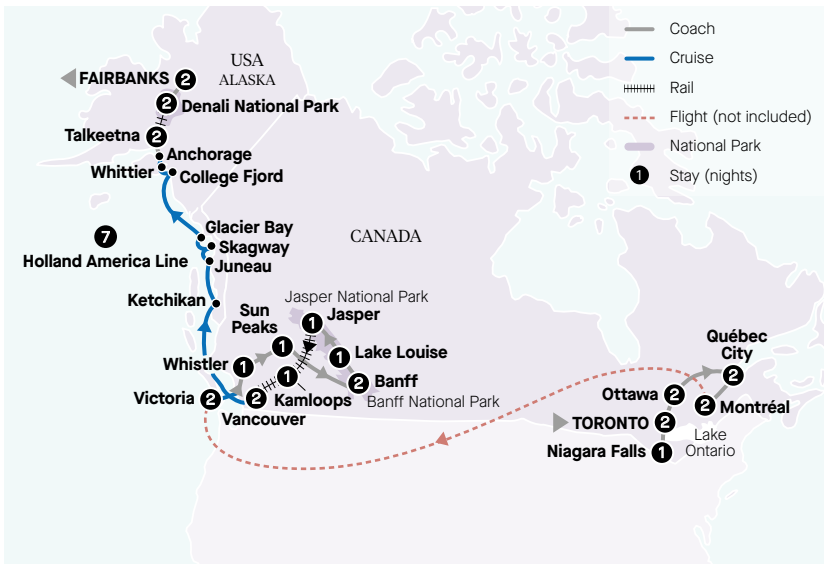 USA
ALASKA
FAIRBANKS
2
2
Denali National Park
Talkeetna
2
Anchorage
Whittier
College Fjord
7
Holland America Line
Glacier Bay
Skagway
Juneau
CANADA
Ketchikan
Jasper National Park
Sun
Peaks
1
1
Jasper
Whistler
1
1
Lake Louise
1
2
Banff
Victoria
2
2
Kamloops
Banff National Park
Vancouver
Québec
City
2
Ottawa
2
2
Montréal
TORONTO
2
Lake
Ontario
Niagara Falls
1
Coach
Cruise
Rail
Flight (not included)
National Park
1
Stay (nights)